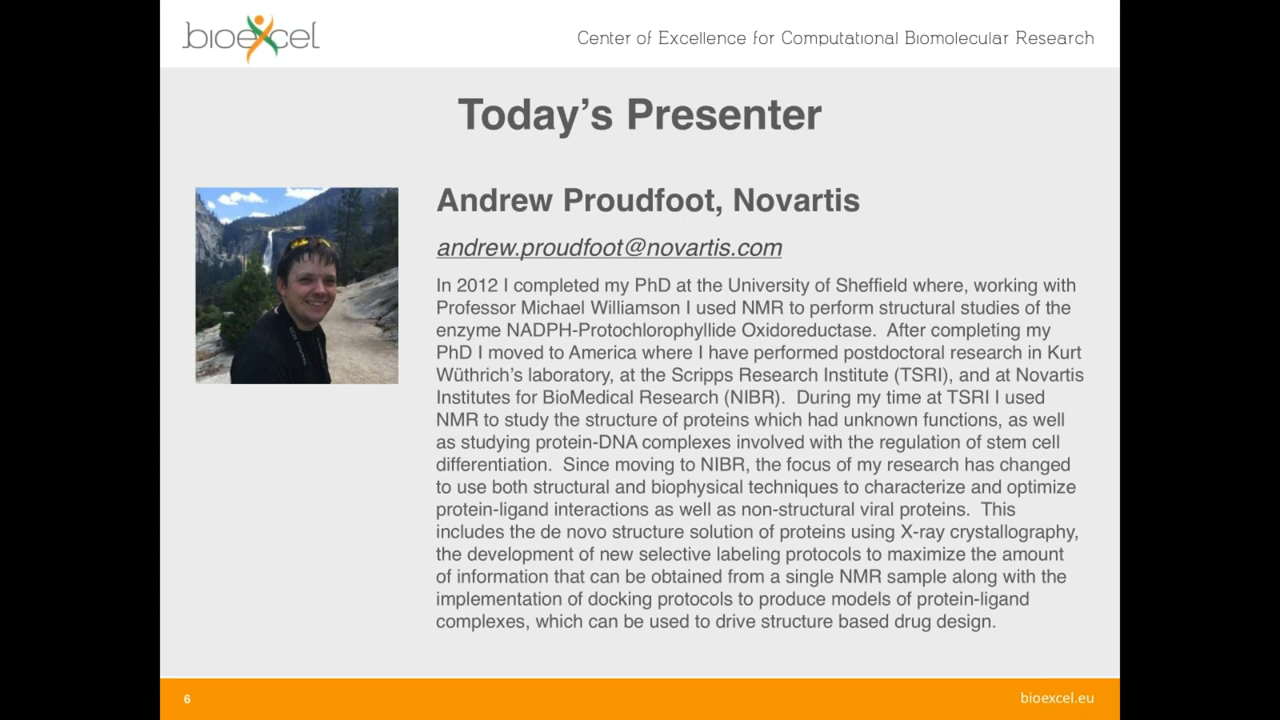 bioexcel
Center of Excellence for Computational Biomolecular Research
Today's Presenter
Andrew Proudfoot, Novartis
andrew.proudfoot@novartis.com
In 2012 I completed my PhD at the University of Sheffield where, working with
Professor Michael Williamson I used NMR to perform structural studies of the
enzyme NADPH-Protochlorophyllide Oxidoreductase. After completing my
PhD I moved to America where I have performed postdoctoral research in Kurt
Wüthrich's laboratory, at the Scripps Research Institute (TSRI), and at Novartis
Institutes for BioMedical Research (NIBR). During my time at TSRI I used
NMR to study the structure of proteins which had unknown functions, as well
as studying protein-DNA complexes involved with the regulation of stem cell
differentiation. Since moving to NIBR, the focus of my research has changed
to use both structural and biophysical techniques to characterize and optimize
protein-ligand interactions as well as non-structural viral proteins. This
includes the de novo structure solution of proteins using X-ray crystallography,
the development of new selective labeling protocols to maximize the amount
of information that can be obtained from a single NMR sample along with the
implementation of docking protocols to produce models of protein-ligand
complexes, which can be used to drive structure based drug design.
6
bioexcel.eu